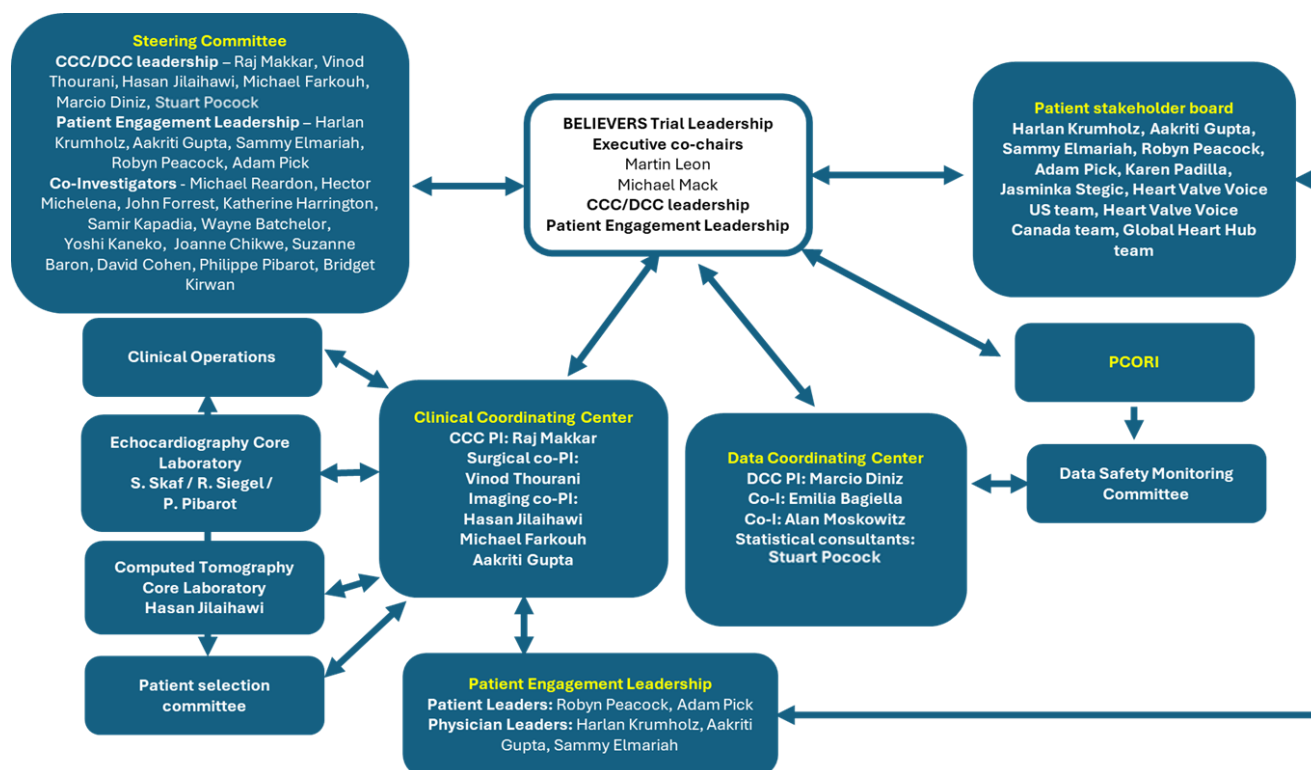 Steering Committee
CCC/DCC leadership – Raj Makkar, Vinod
Thourani, Hasan Jilaihawi, Michael Farkouh,
Marcio Diniz, Stuart Pocock
Patient Engagement Leadership – Harlan
Krumholz, Aakriti Gupta, Sammy Elmariah,
Robyn Peacock, Adam Pick
Co-Investigators - Michael Reardon, Hector
Michelena, John Forrest, Katherine Harrington,
Samir Kapadia, Wayne Batchelor,
Yoshi Kaneko, Joanne Chikwe, Suzanne
Baron, David Cohen, Philippe Pibarot, Bridget
Kirwan
BELIEVERS Trial Leadership
Executive co-chairs
Martin Leon
Michael Mack
CCC/DCC leadership
Patient Engagement Leadership
Patient stakeholder board
Harlan Krumholz, Aakriti Gupta,
Sammy Elmariah, Robyn Peacock,
Adam Pick, Karen Padilla,
Jasminka Stegic, Heart Valve Voice
US team, Heart Valve Voice
Canada team, Global Heart Hub
team
Clinical Operations
Echocardiography Core
Laboratory
S. Skaf / R. Siegel /
P. Pibarot
Computed Tomography
Core Laboratory
Hasan Jilaihawi
Patient selection
committee
Clinical Coordinating Center
CCC PI: Raj Makkar
Surgical co-PI:
Vinod Thourani
Imaging co-PI:
Hasan Jilaihawi
Michael Farkouh
Aakriti Gupta
Data Coordinating Center
DCC PI: Marcio Diniz
Co-I: Emilia Bagiella
Co-I: Alan Moskowitz
Statistical consultants:
Stuart Pocock
PCORI
Data Safety Monitoring
Committee
Patient Engagement Leadership
Patient Leaders: Robyn Peacock, Adam Pick
Physician Leaders: Harlan Krumholz, Aakriti
Gupta, Sammy Elmariah